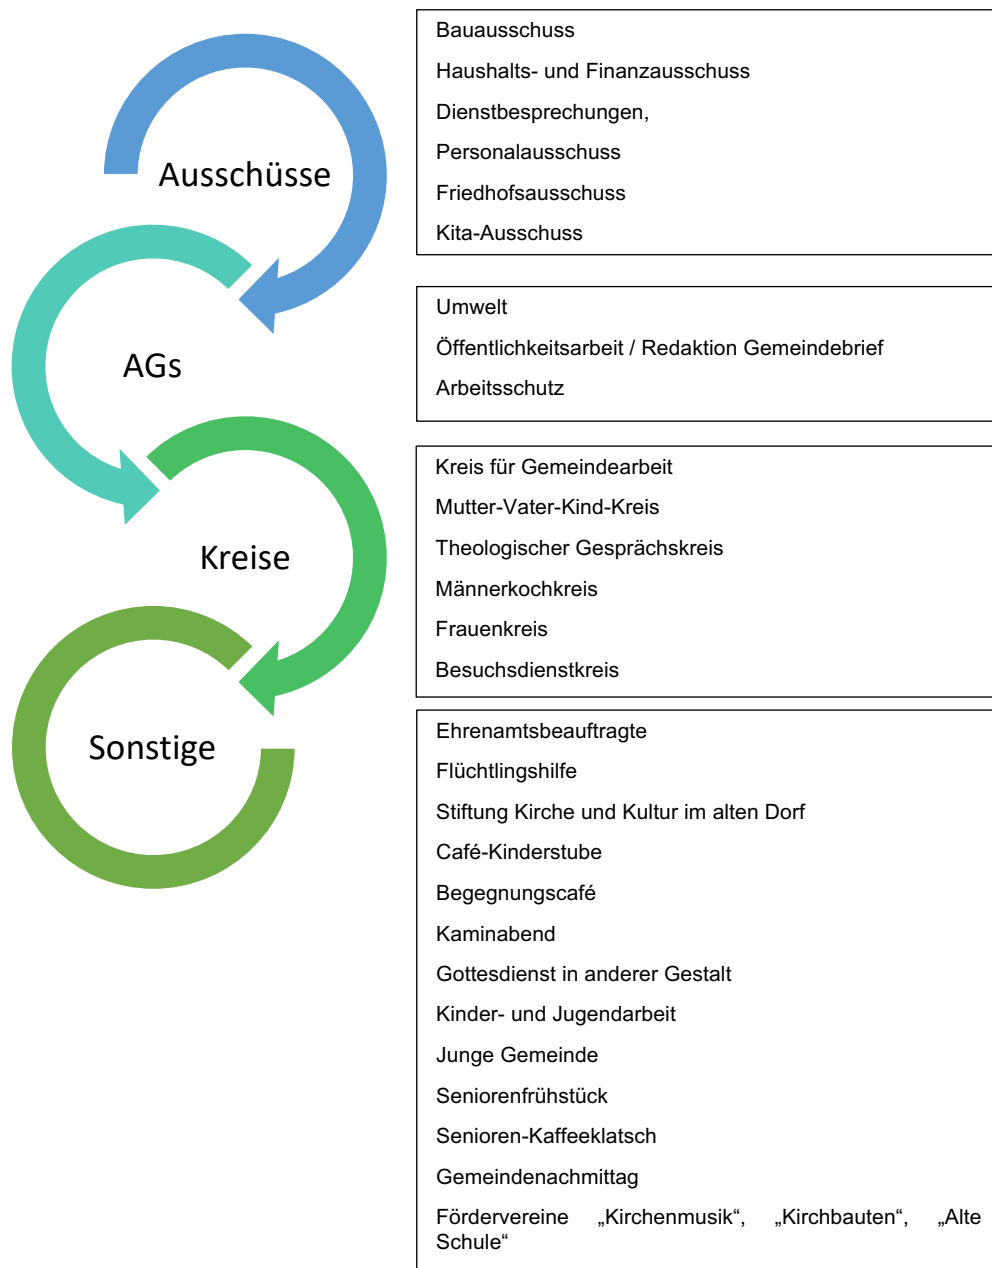 Ausschüsse
Bauausschuss
Haushalts- und Finanzausschuss
Dienstbesprechungen,
Personalausschuss
Friedhofsausschuss
Kita-Ausschuss
AGs
Umwelt
Öffentlichkeitsarbeit / Redaktion Gemeindebrief
Arbeitsschutz
Kreise
Kreis für Gemeindearbeit
Mutter-Vater-Kind-Kreis
Theologischer Gesprächskreis
Männerkochkreis
Frauenkreis
Besuchsdienstkreis
Sonstige
Ehrenamtsbeauftragte
Flüchtlingshilfe
Stiftung Kirche und Kultur im alten Dorf
Café-Kinderstube
Begegnungscafé
Kaminabend
Gottesdienst in anderer Gestalt
Kinder- und Jugendarbeit
Junge Gemeinde
Seniorenfrühstück
Senioren-Kaffeeklatsch
Gemeindenachmittag
Fördervereine „Kirchenmusik“, „Kirchbauten“, „Alte
Schule“